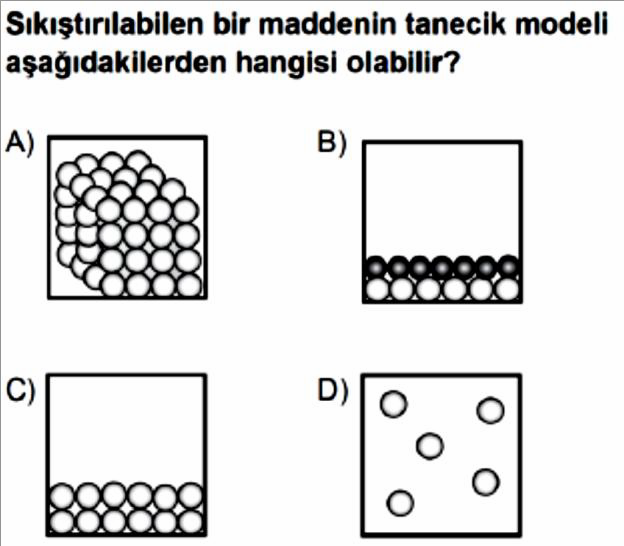 Sıkıştırılabilen bir maddenin tanecik modeli
aşağıdakilerden hangisi olabilir?
A)
B)
C)
D)